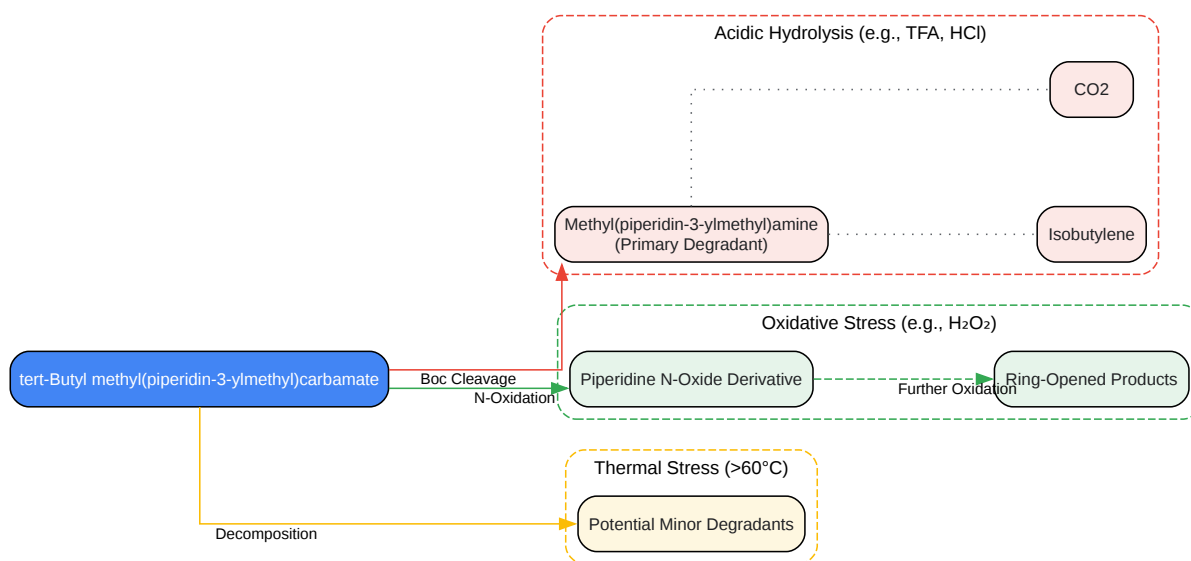 Acidic Hydrolysis (e.g., TFA, HCl)
CO2
Methyl(piperidin-3-ylmethyl)amine
(Primary Degradant)
Isobutylene
Oxidative Stress (e.g., H₂O₂)
tert-Butyl methyl(piperidin-3-ylmethyl)carbamate
Boc Cleavage
N-Oxidation
Piperidine N-Oxide Derivative
Further Oxidation
Ring-Opened Products
Thermal Stress (>60°C)
Potential Minor Degradants
Decomposition